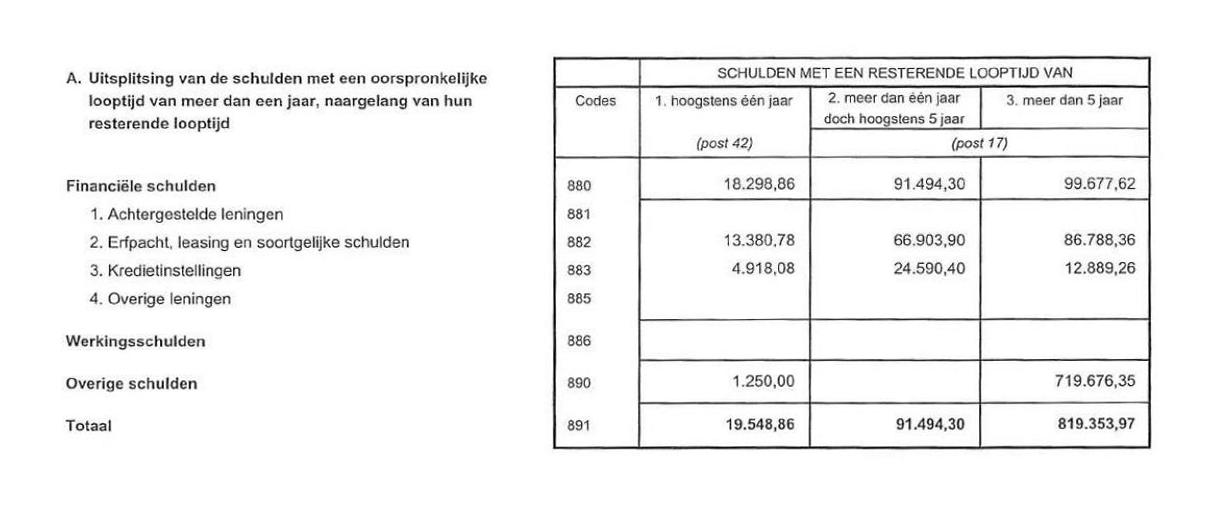 A. Uitsplitsing van de schulden met een oorspronkelijke
looptijd van meer dan een jaar, naargelang van hun
resterende looptijd
SCHULDEN MET EEN RESTERENDE LOOPTIJD VAN
Codes 1. hoogstens één jaar 2. meer dan één jaar 3. meer dan 5 jaar
doch hoogstens 5 jaar
(post 42) (post 17)
Financiële schulden 880 18.298,86 91.494,30 99.677,62
1. Achtergestelde leningen 881
2. Erfpacht, leasing en soortgelijke schulden 882 13.380,78 66.903,90 86.788,36
3. Kredietinstellingen 883 4.918,08 24.590,40 12.889,26
4. Overige leningen 885
Werkingsschulden 886
Overige schulden 890 1.250,00 719.676,35
Totaal 891 19.548,86 91.494,30 819.353,97